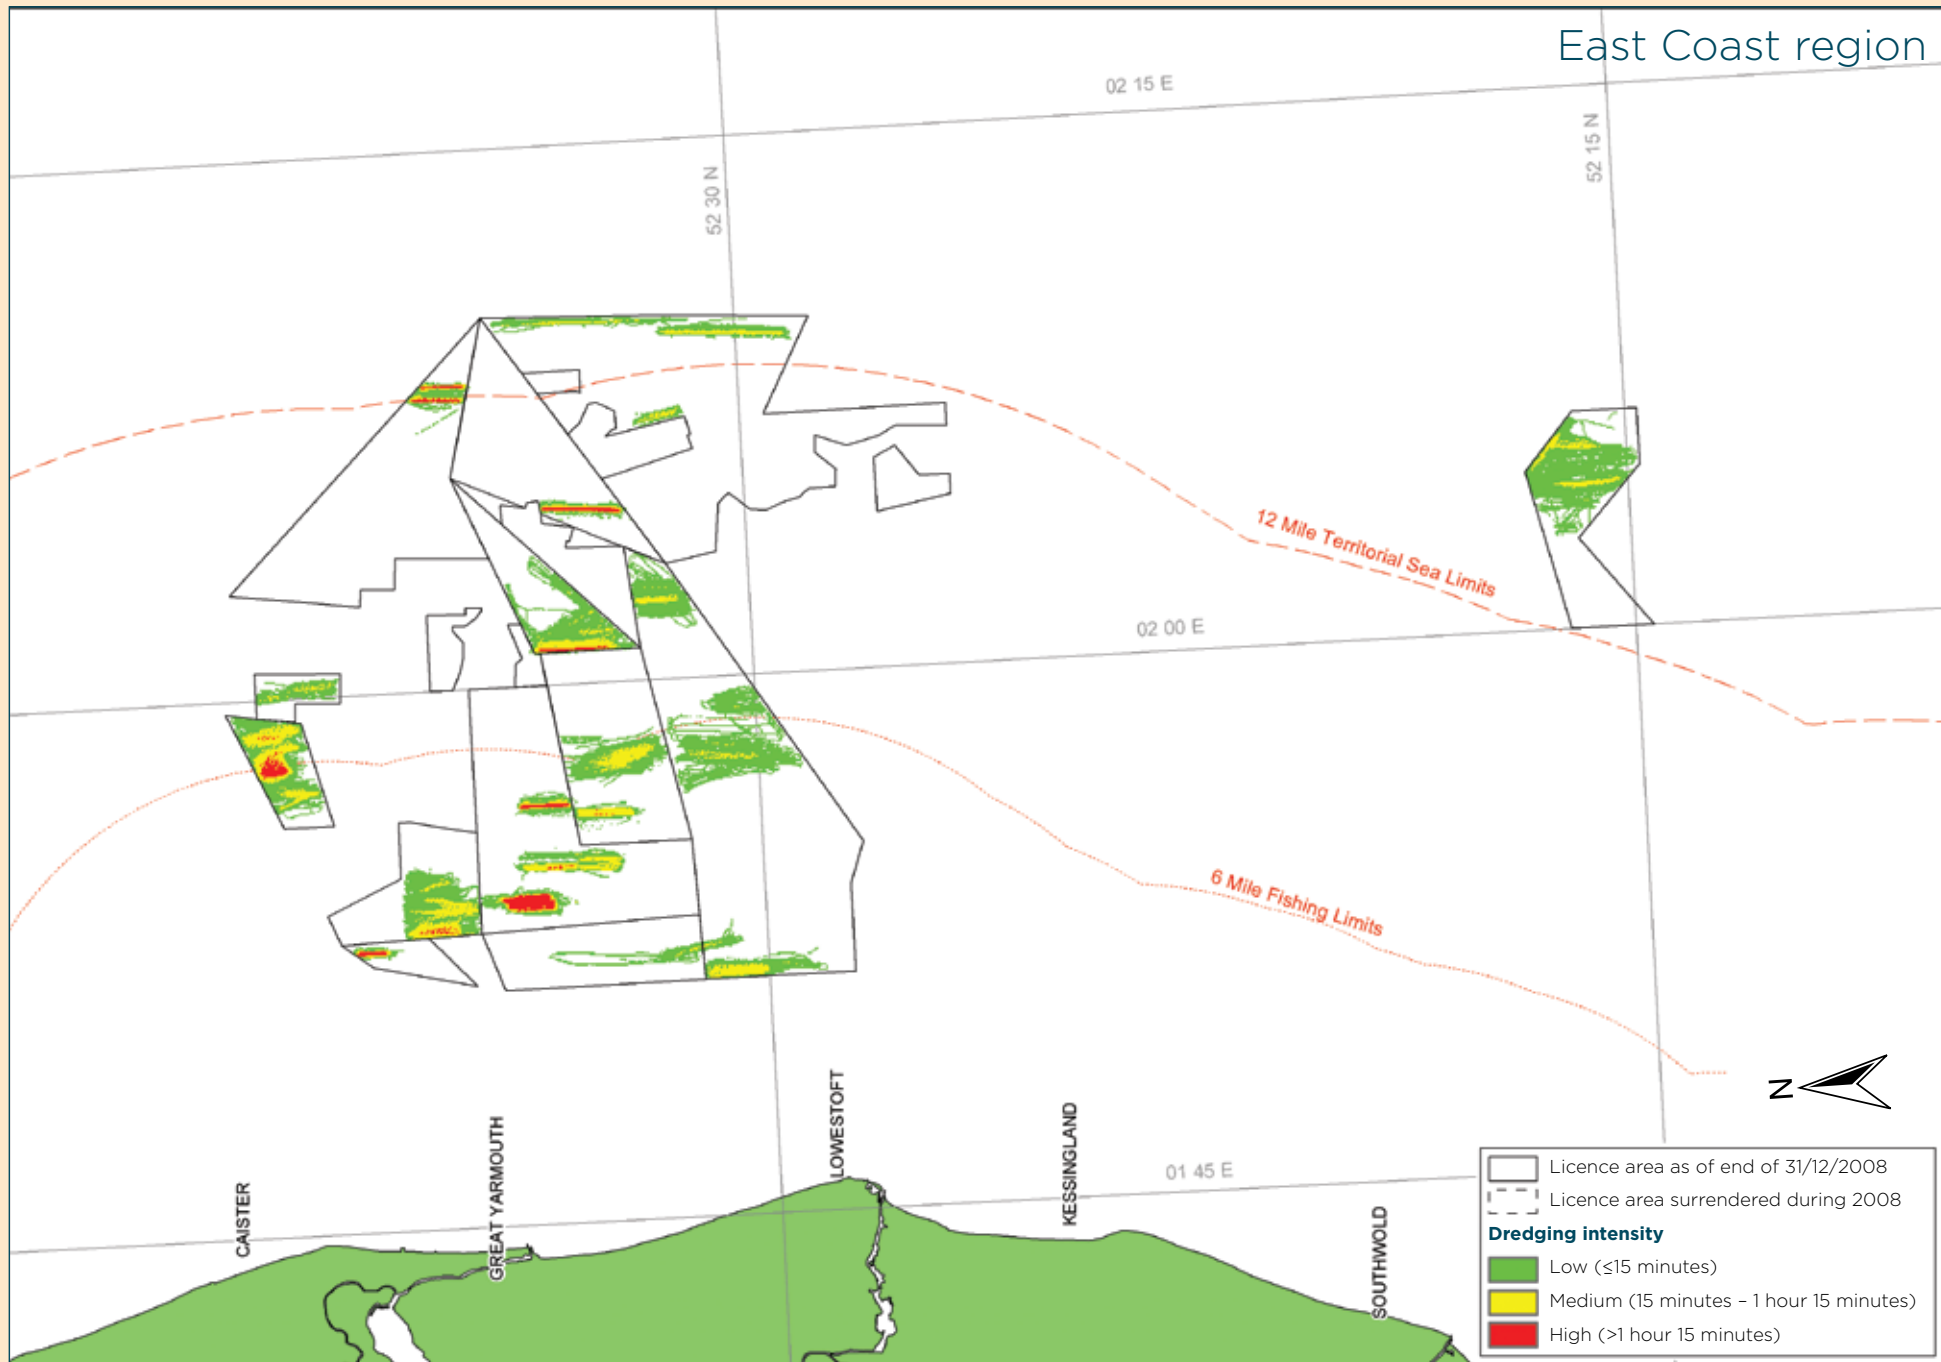 East Coast region
02 15 E
52 30 N
52 15 N
12 Mile Territorial Sea Limits
02 00 E
6 Mile Fishing Limits
N
01 45 E
CAISTER
GREAT YARMOUTH
LOWESTOFT
KESSINGLAND
SOUTHWOLD
Licence area as of end of 31/12/2008
Licence area surrendered during 2008
Dredging intensity
Low (≤15 minutes)
Medium (15 minutes – 1 hour 15 minutes)
High (>1 hour 15 minutes)